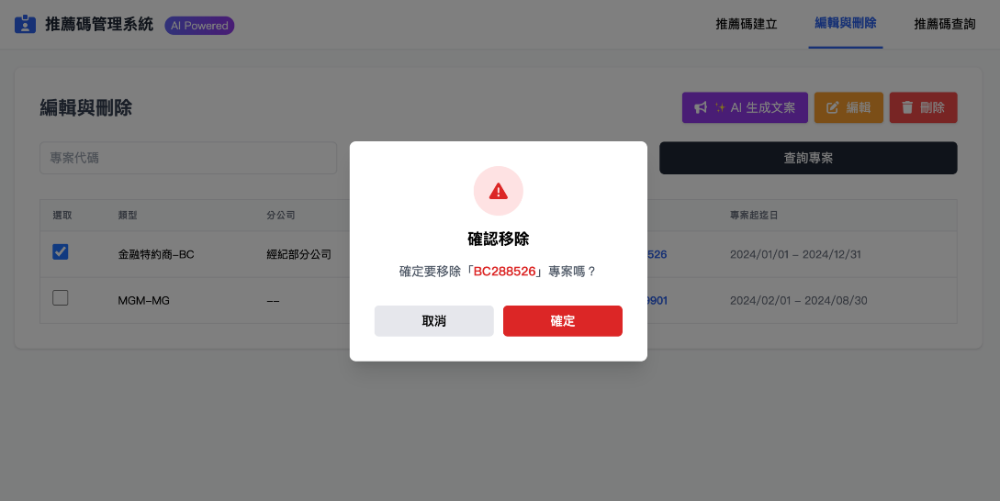 推薦碼管理系統 AI Powered 推薦碼建立 編輯與刪除 推薦碼查詢
編輯與刪除 AI 生成文案 編輯 刪除
專案代碼 查詢專案
選取 類型 分公司 專案起迄日
金融特約商-BC 經紀部分公司 526 2024/01/01 - 2024/12/31
MGM-MG -- 9901 2024/02/01 - 2024/08/30
確認移除
確定要移除「BC288526」專案嗎？
取消 確定